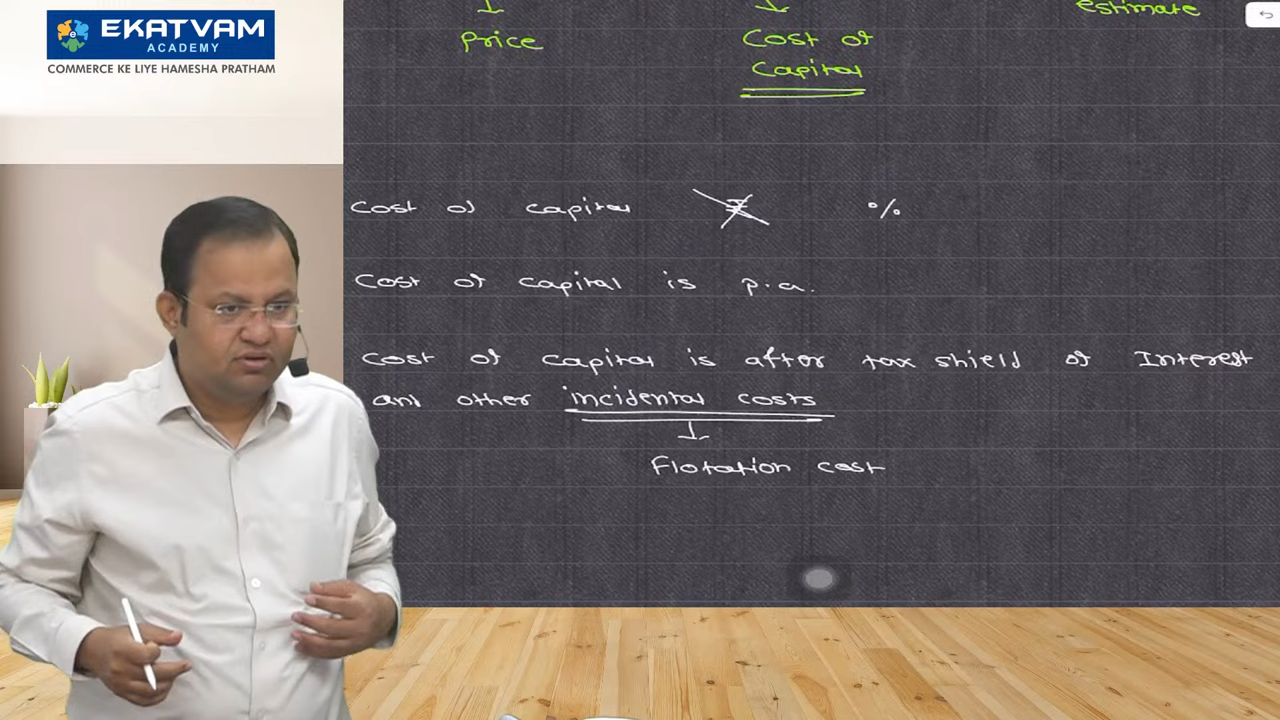 EKATVAM
ACADEMY
COMMERCE KE LIYE HAMESHA PRATHAM
Price
Cost of
Capital
estimate
Cost of capital ₹ %
Cost of capital is p.a.
Cost of capital is after tax shield of Interest
and other incidental costs
Flotation cost